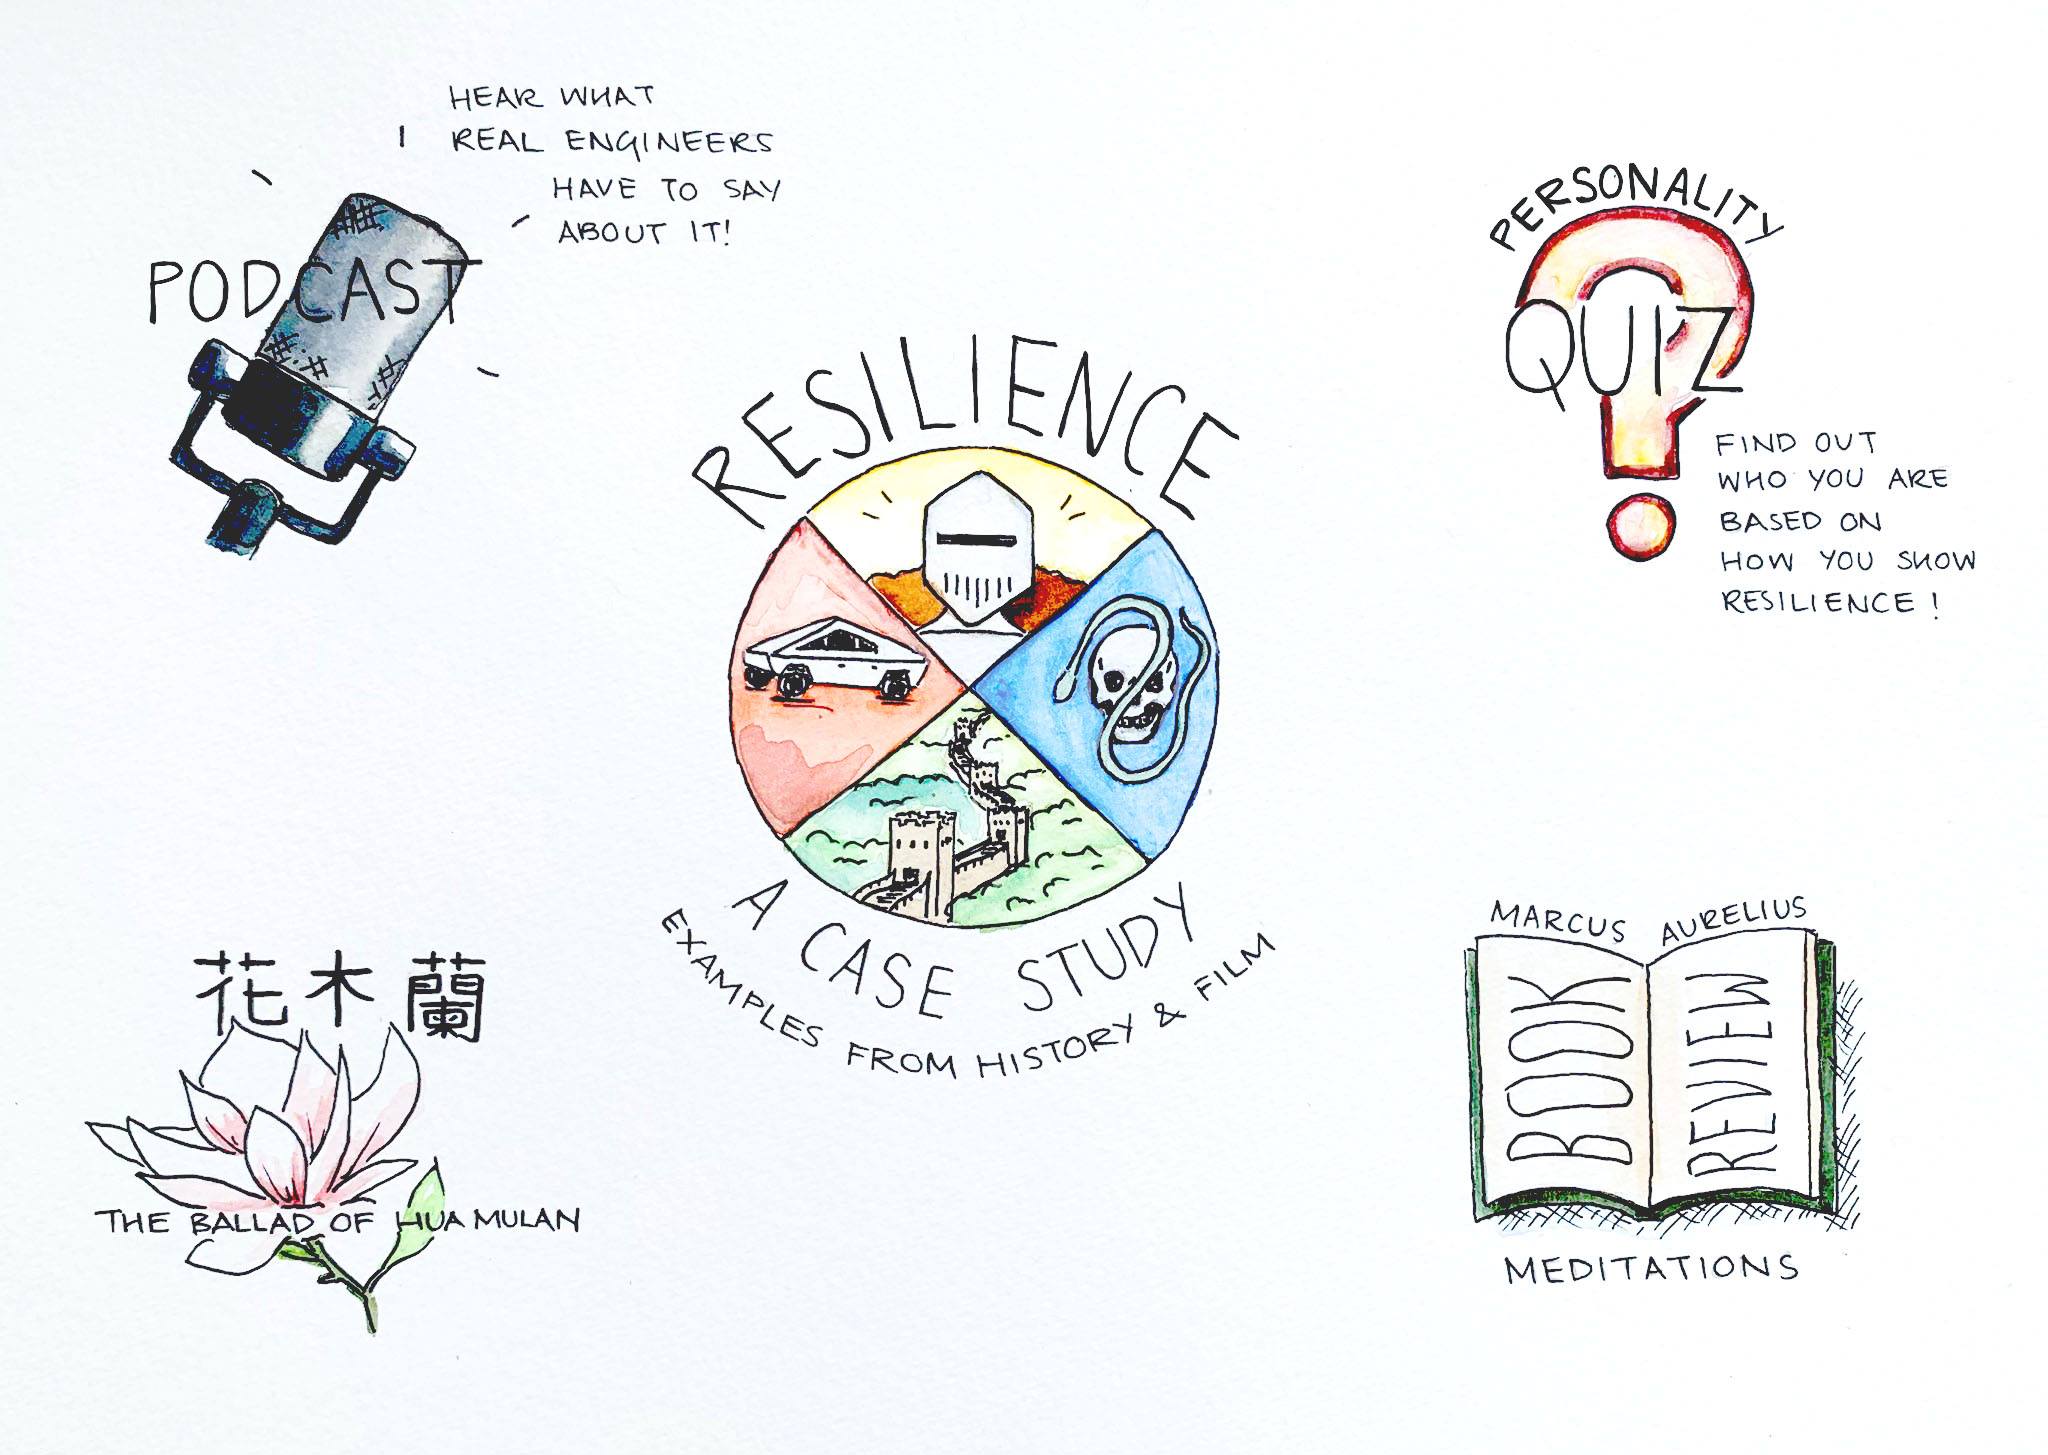 HEAR WHAT
REAL ENGINEERS
HAVE TO SAY
ABOUT IT!
PODCAST
PERSONALITY
QUIZ
FIND OUT
WHO YOU ARE
BASED ON
HOW YOU SHOW
RESILIENCE!
RESILIENCE
A CASE STUDY
EXAMPLES FROM HISTORY & FILM
花木蘭
THE BALLAD OF HUA MULAN
MARCUS AURELIUS
BOOK
REVIEW
MEDITATIONS